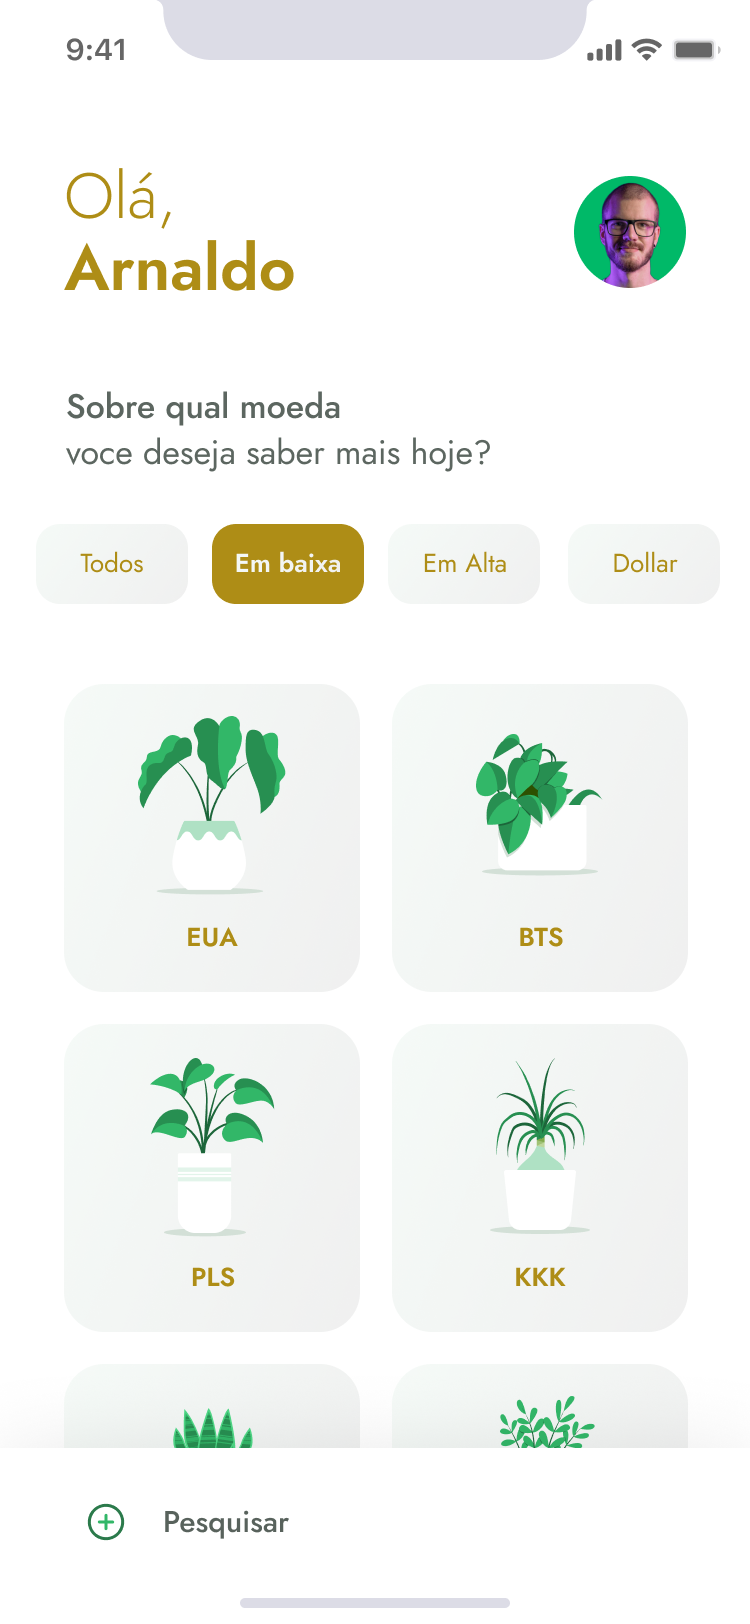 9:41
Olá,
Arnaldo
Sobre qual moeda
voce deseja saber mais hoje?
Todos
Em baixa
Em Alta
Dollar
EUA
BTS
PLS
KKK
Pesquisar